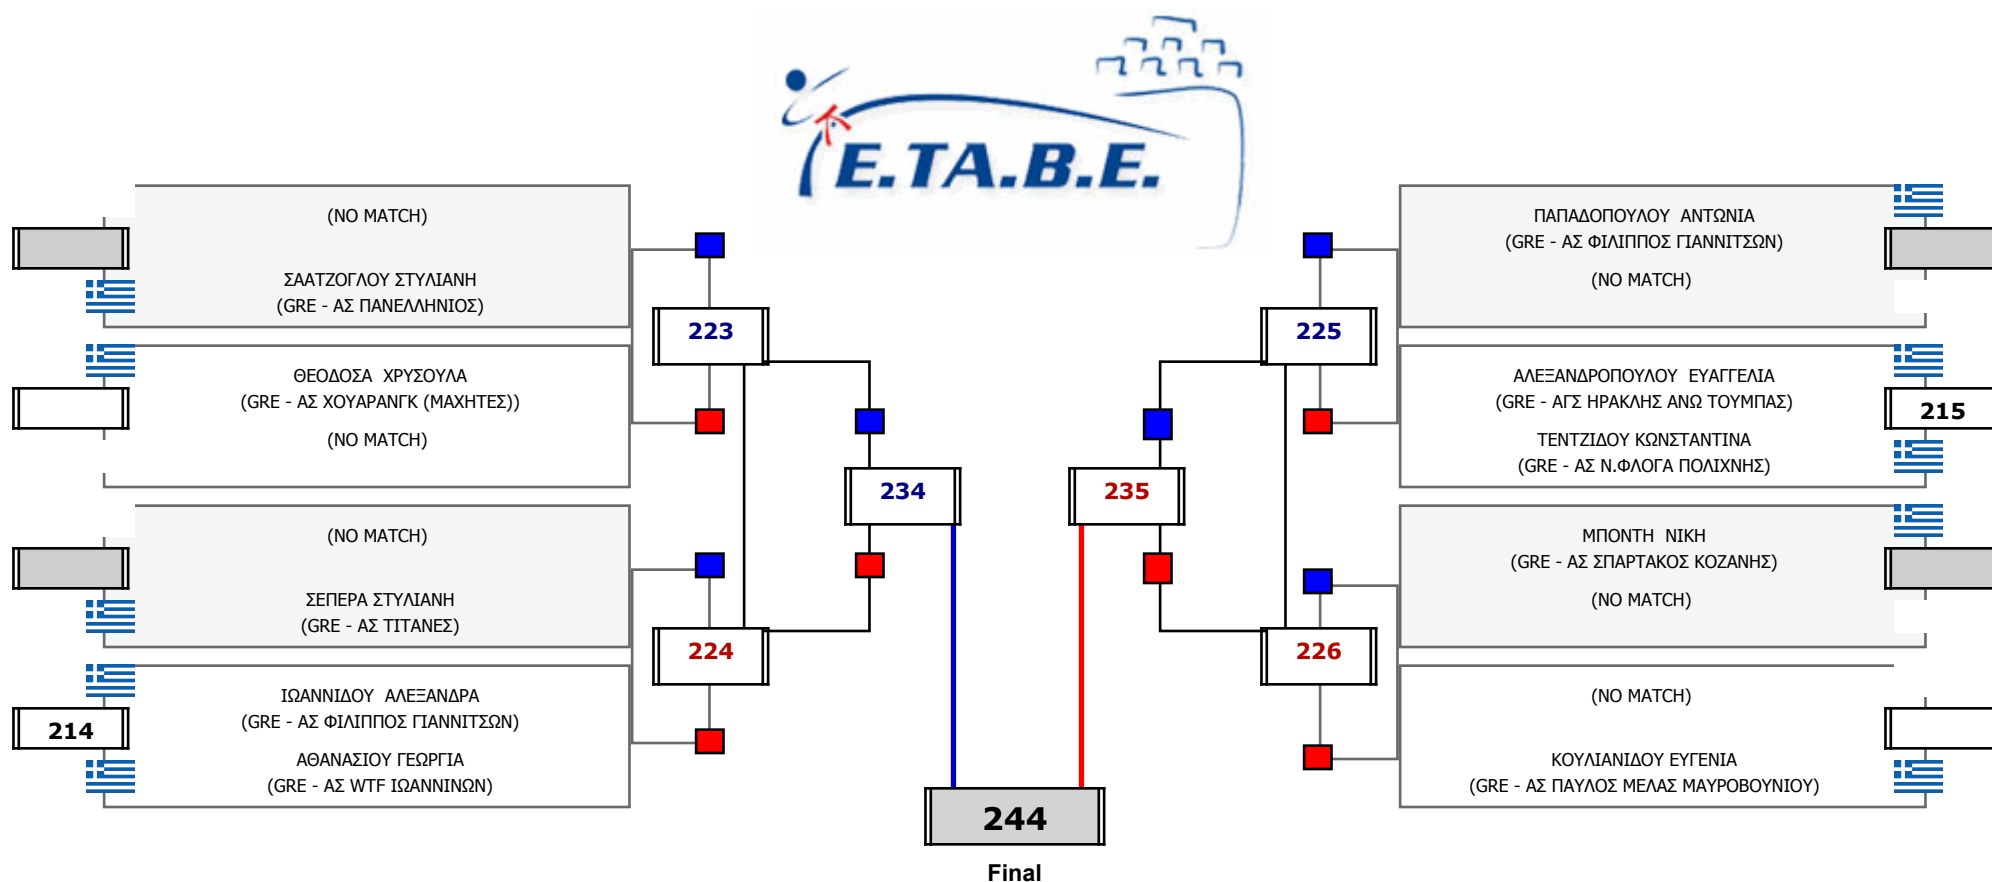 E.TA.B.E.
(NO MATCH)
ΣΑΑΤΖΟΓΛΟΥ ΣΤΥΛΙΑΝΗ
(GRE - ΑΣ ΠΑΝΕΛΛΗΝΙΟΣ)
ΘΕΟΔΟΣΑ ΧΡΥΣΟΥΛΑ
(GRE - ΑΣ ΧΟΥΑΡΑΝΓΚ (ΜΑΧΗΤΕΣ))
(NO MATCH)
(NO MATCH)
ΣΕΠΕΡΑ ΣΤΥΛΙΑΝΗ
(GRE - ΑΣ ΤΙΤΑΝΕΣ)
214
ΙΩΑΝΝΙΔΟΥ ΑΛΕΞΑΝΔΡΑ
(GRE - ΑΣ ΦΙΛΙΠΠΟΣ ΓΙΑΝΝΙΤΣΩΝ)
ΑΘΑΝΑΣΙΟΥ ΓΕΩΡΓΙΑ
(GRE - ΑΣ WTF ΙΩΑΝΝΙΝΩΝ)
223
224
234
235
225
226
ΠΑΠΑΔΟΠΟΥΛΟΥ ΑΝΤΩΝΙΑ
(GRE - ΑΣ ΦΙΛΙΠΠΟΣ ΓΙΑΝΝΙΤΣΩΝ)
(NO MATCH)
ΑΛΕΞΑΝΔΡΟΠΟΥΛΟΥ ΕΥΑΓΓΕΛΙΑ
(GRE - ΑΓΣ ΗΡΑΚΛΗΣ ΑΝΩ ΤΟΥΜΠΑΣ)
215
ΤΕΝΤΖΙΔΟΥ ΚΩΝΣΤΑΝΤΙΝΑ
(GRE - ΑΣ Ν.ΦΛΟΓΑ ΠΟΛΙΧΝΗΣ)
ΜΠΟΝΤΗ ΝΙΚΗ
(GRE - ΑΣ ΣΠΑΡΤΑΚΟΣ ΚΟΖΑΝΗΣ)
(NO MATCH)
(NO MATCH)
ΚΟΥΛΙΑΝΙΔΟΥ ΕΥΓΕΝΙΑ
(GRE - ΑΣ ΠΑΥΛΟΣ ΜΕΛΑΣ ΜΑΥΡΟΒΟΥΝΙΟΥ)
244
Final